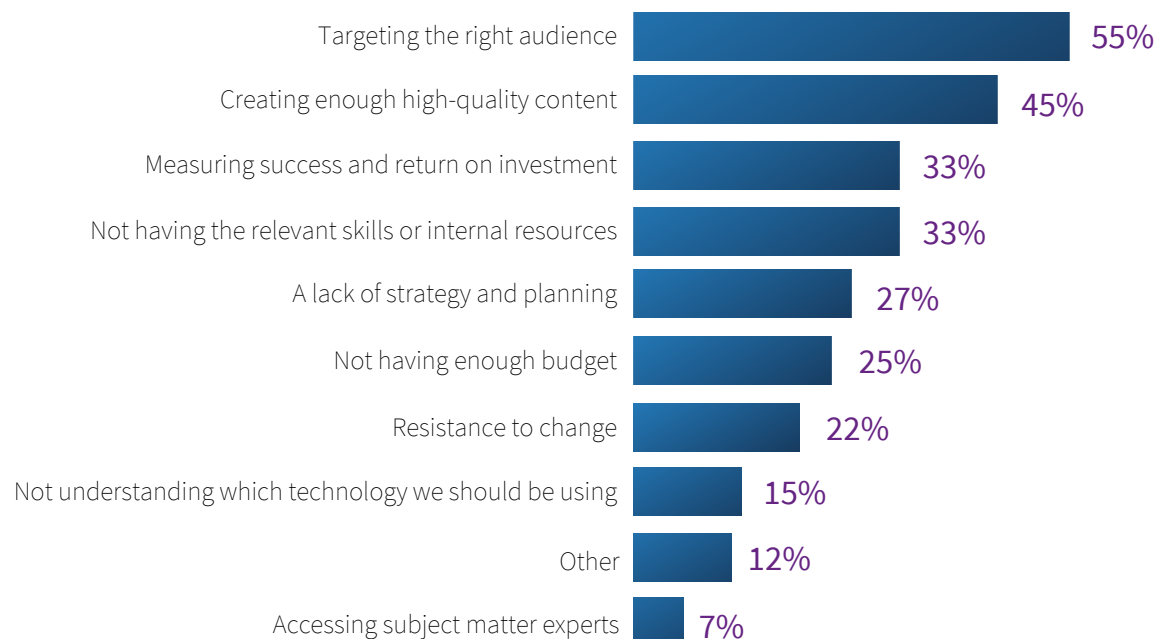 Targeting the right audience 55%
Creating enough high-quality content 45%
Measuring success and return on investment 33%
Not having the relevant skills or internal resources 33%
A lack of strategy and planning 27%
Not having enough budget 25%
Resistance to change 22%
Not understanding which technology we should be using 15%
Other 12%
Accessing subject matter experts 7%